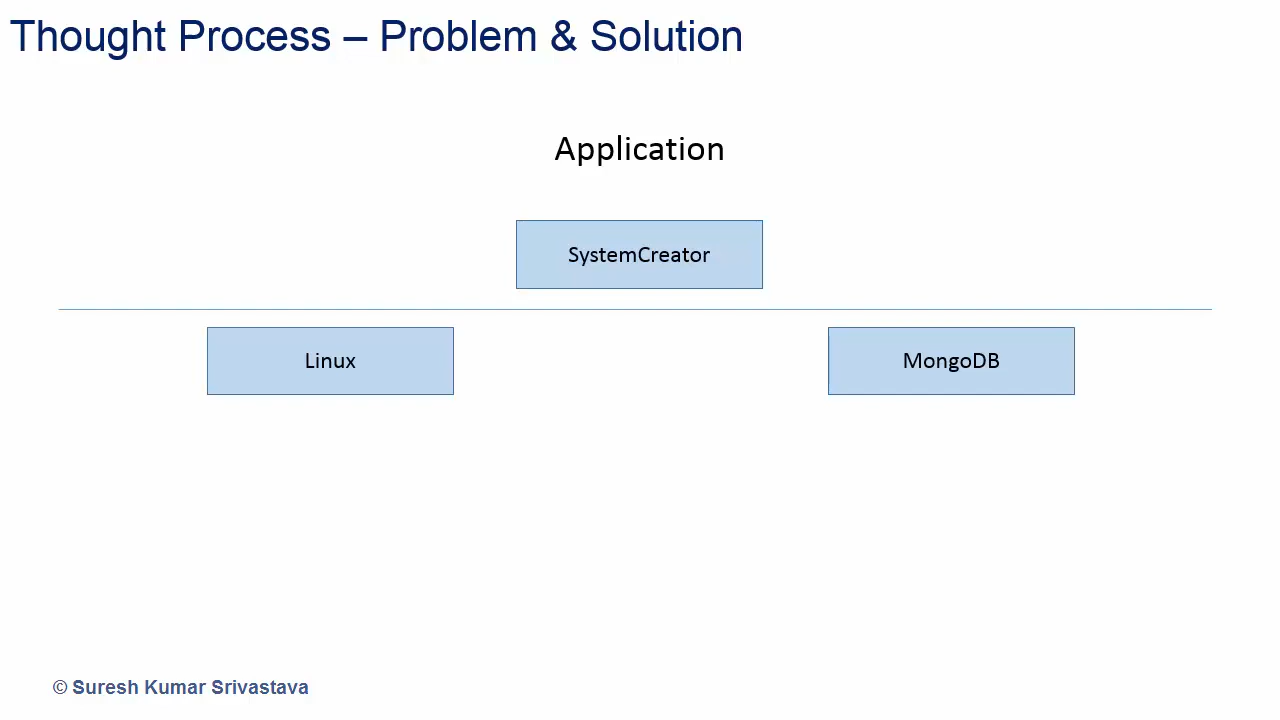 Thought Process – Problem & Solution
Application
SystemCreator
Linux
MongoDB
© Suresh Kumar Srivastava